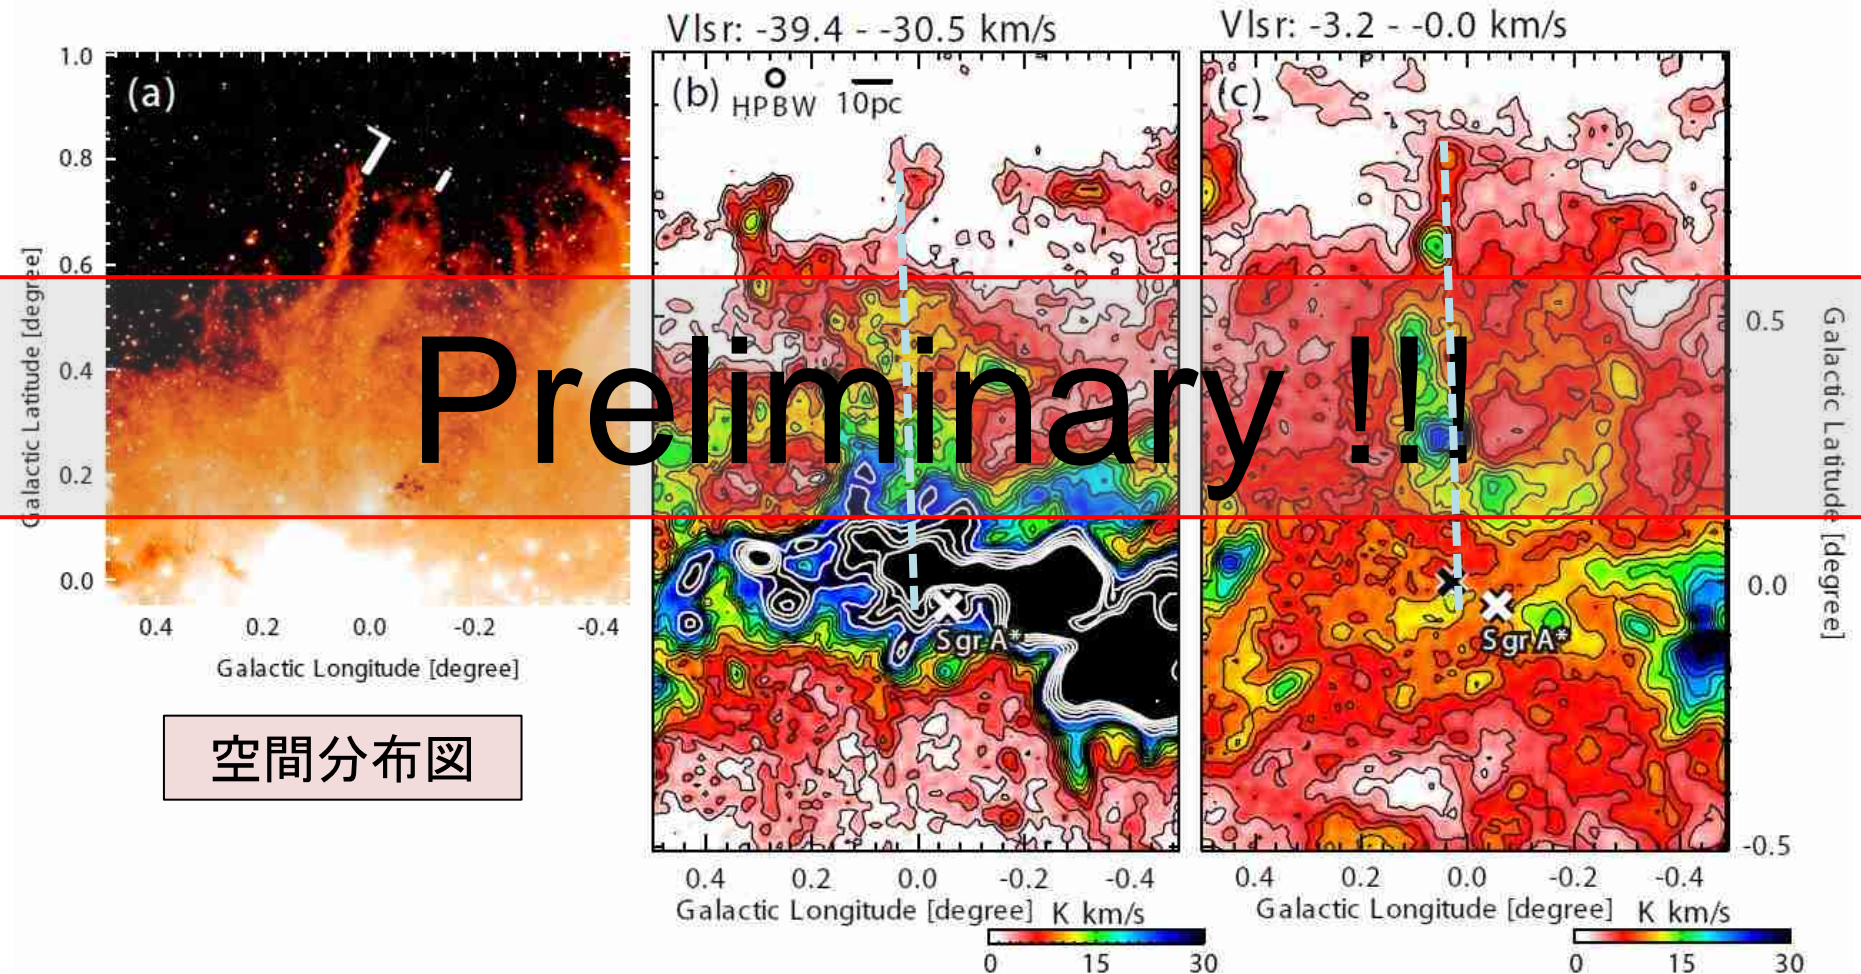 Vlsr: -39.4 - -30.5 km/s
Vlsr: -3.2 - -0.0 km/s
(a)
(b)
HPBW
10pc
(c)
1.0
0.8
0.6
0.4
0.2
0.0
Galactic Latitude [degree]
0.4 0.2 0.0 -0.2 -0.4
Galactic Longitude [degree]
Preliminary !!!
Sgr A*
Sgr A*
0.5
0.0
-0.5
Galactic Latitude [degree]
空間分布図
0.4 0.2 0.0 -0.2 -0.4
Galactic Longitude [degree]
K km/s
0 15 30
0.4 0.2 0.0 -0.2 -0.4
Galactic Longitude [degree]
K km/s
0 15 30